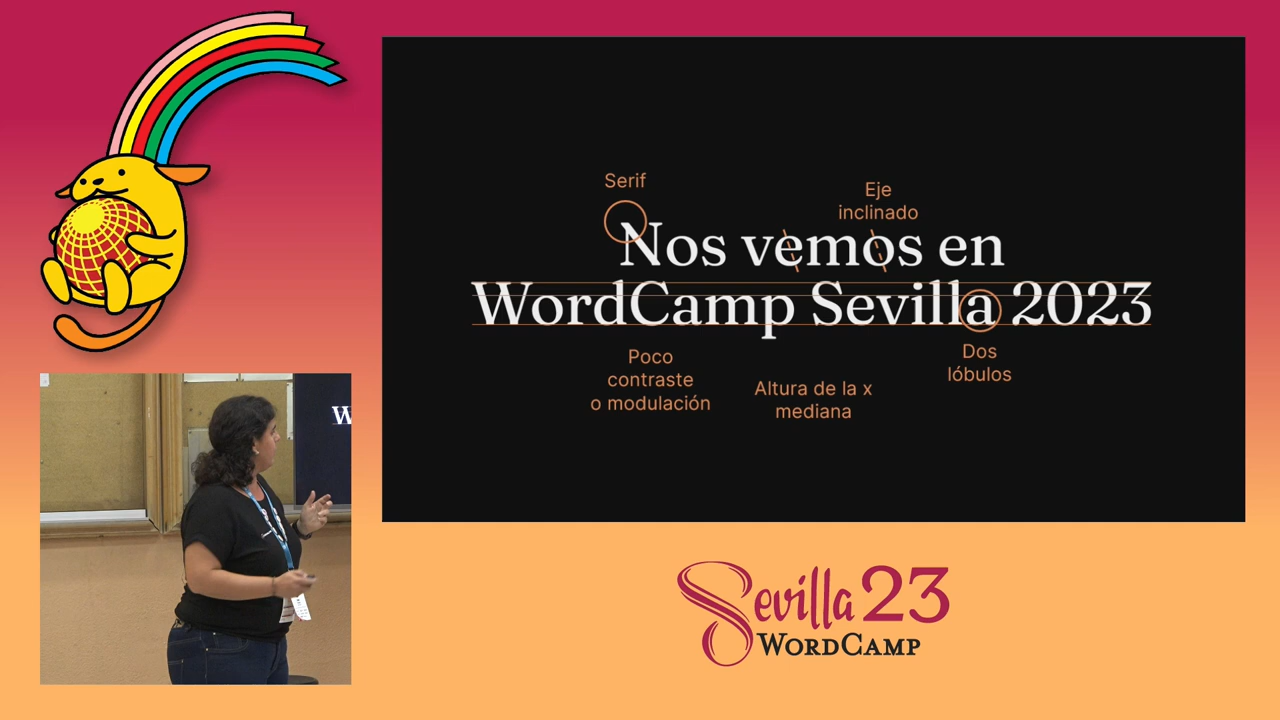 Serif
Eje
inclinado
Nos vemos en
WordCamp Sevilla 2023
Poco
contraste
o modulación
Altura de la x
mediana
Dos
lóbulos
W
Sevilla 23
WORDCAMP